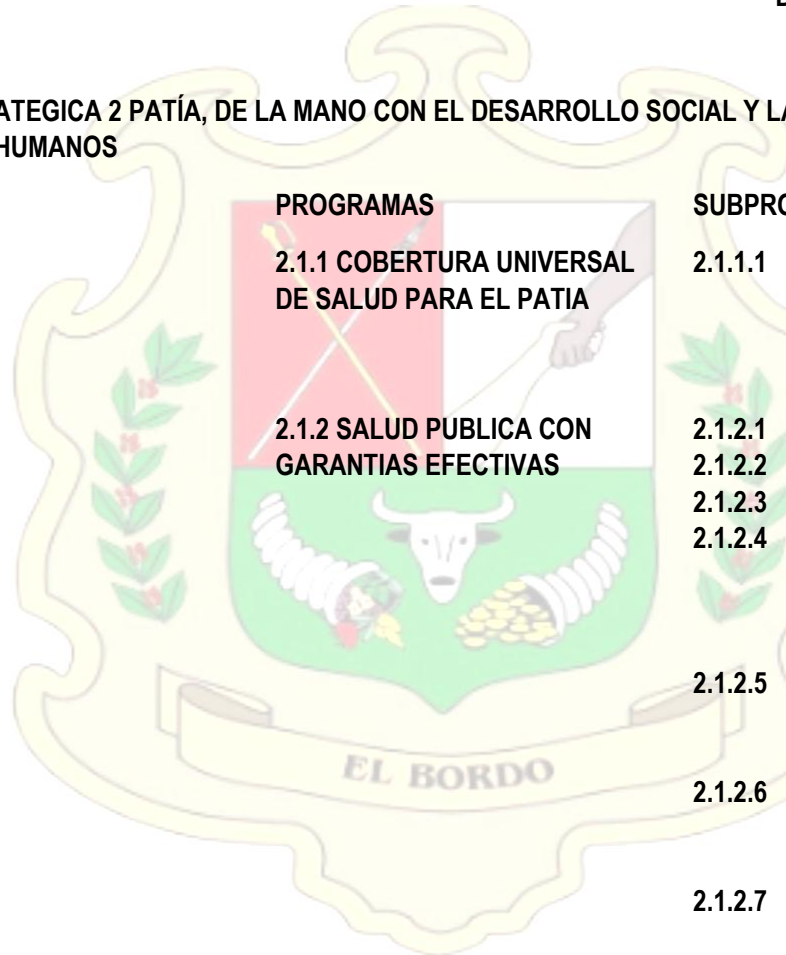 ATEGICA 2 PATÍA, DE LA MANO CON EL DESARROLLO SOCIAL Y LA
HUMANOS
PROGRAMAS SUBPRO
2.1.1 COBERTURA UNIVERSAL 2.1.1.1
DE SALUD PARA EL PATIA
2.1.2 SALUD PUBLICA CON 2.1.2.1
GARANTIAS EFECTIVAS 2.1.2.2
2.1.2.3
2.1.2.4
2.1.2.5
EL BORDO
2.1.2.6
2.1.2.7